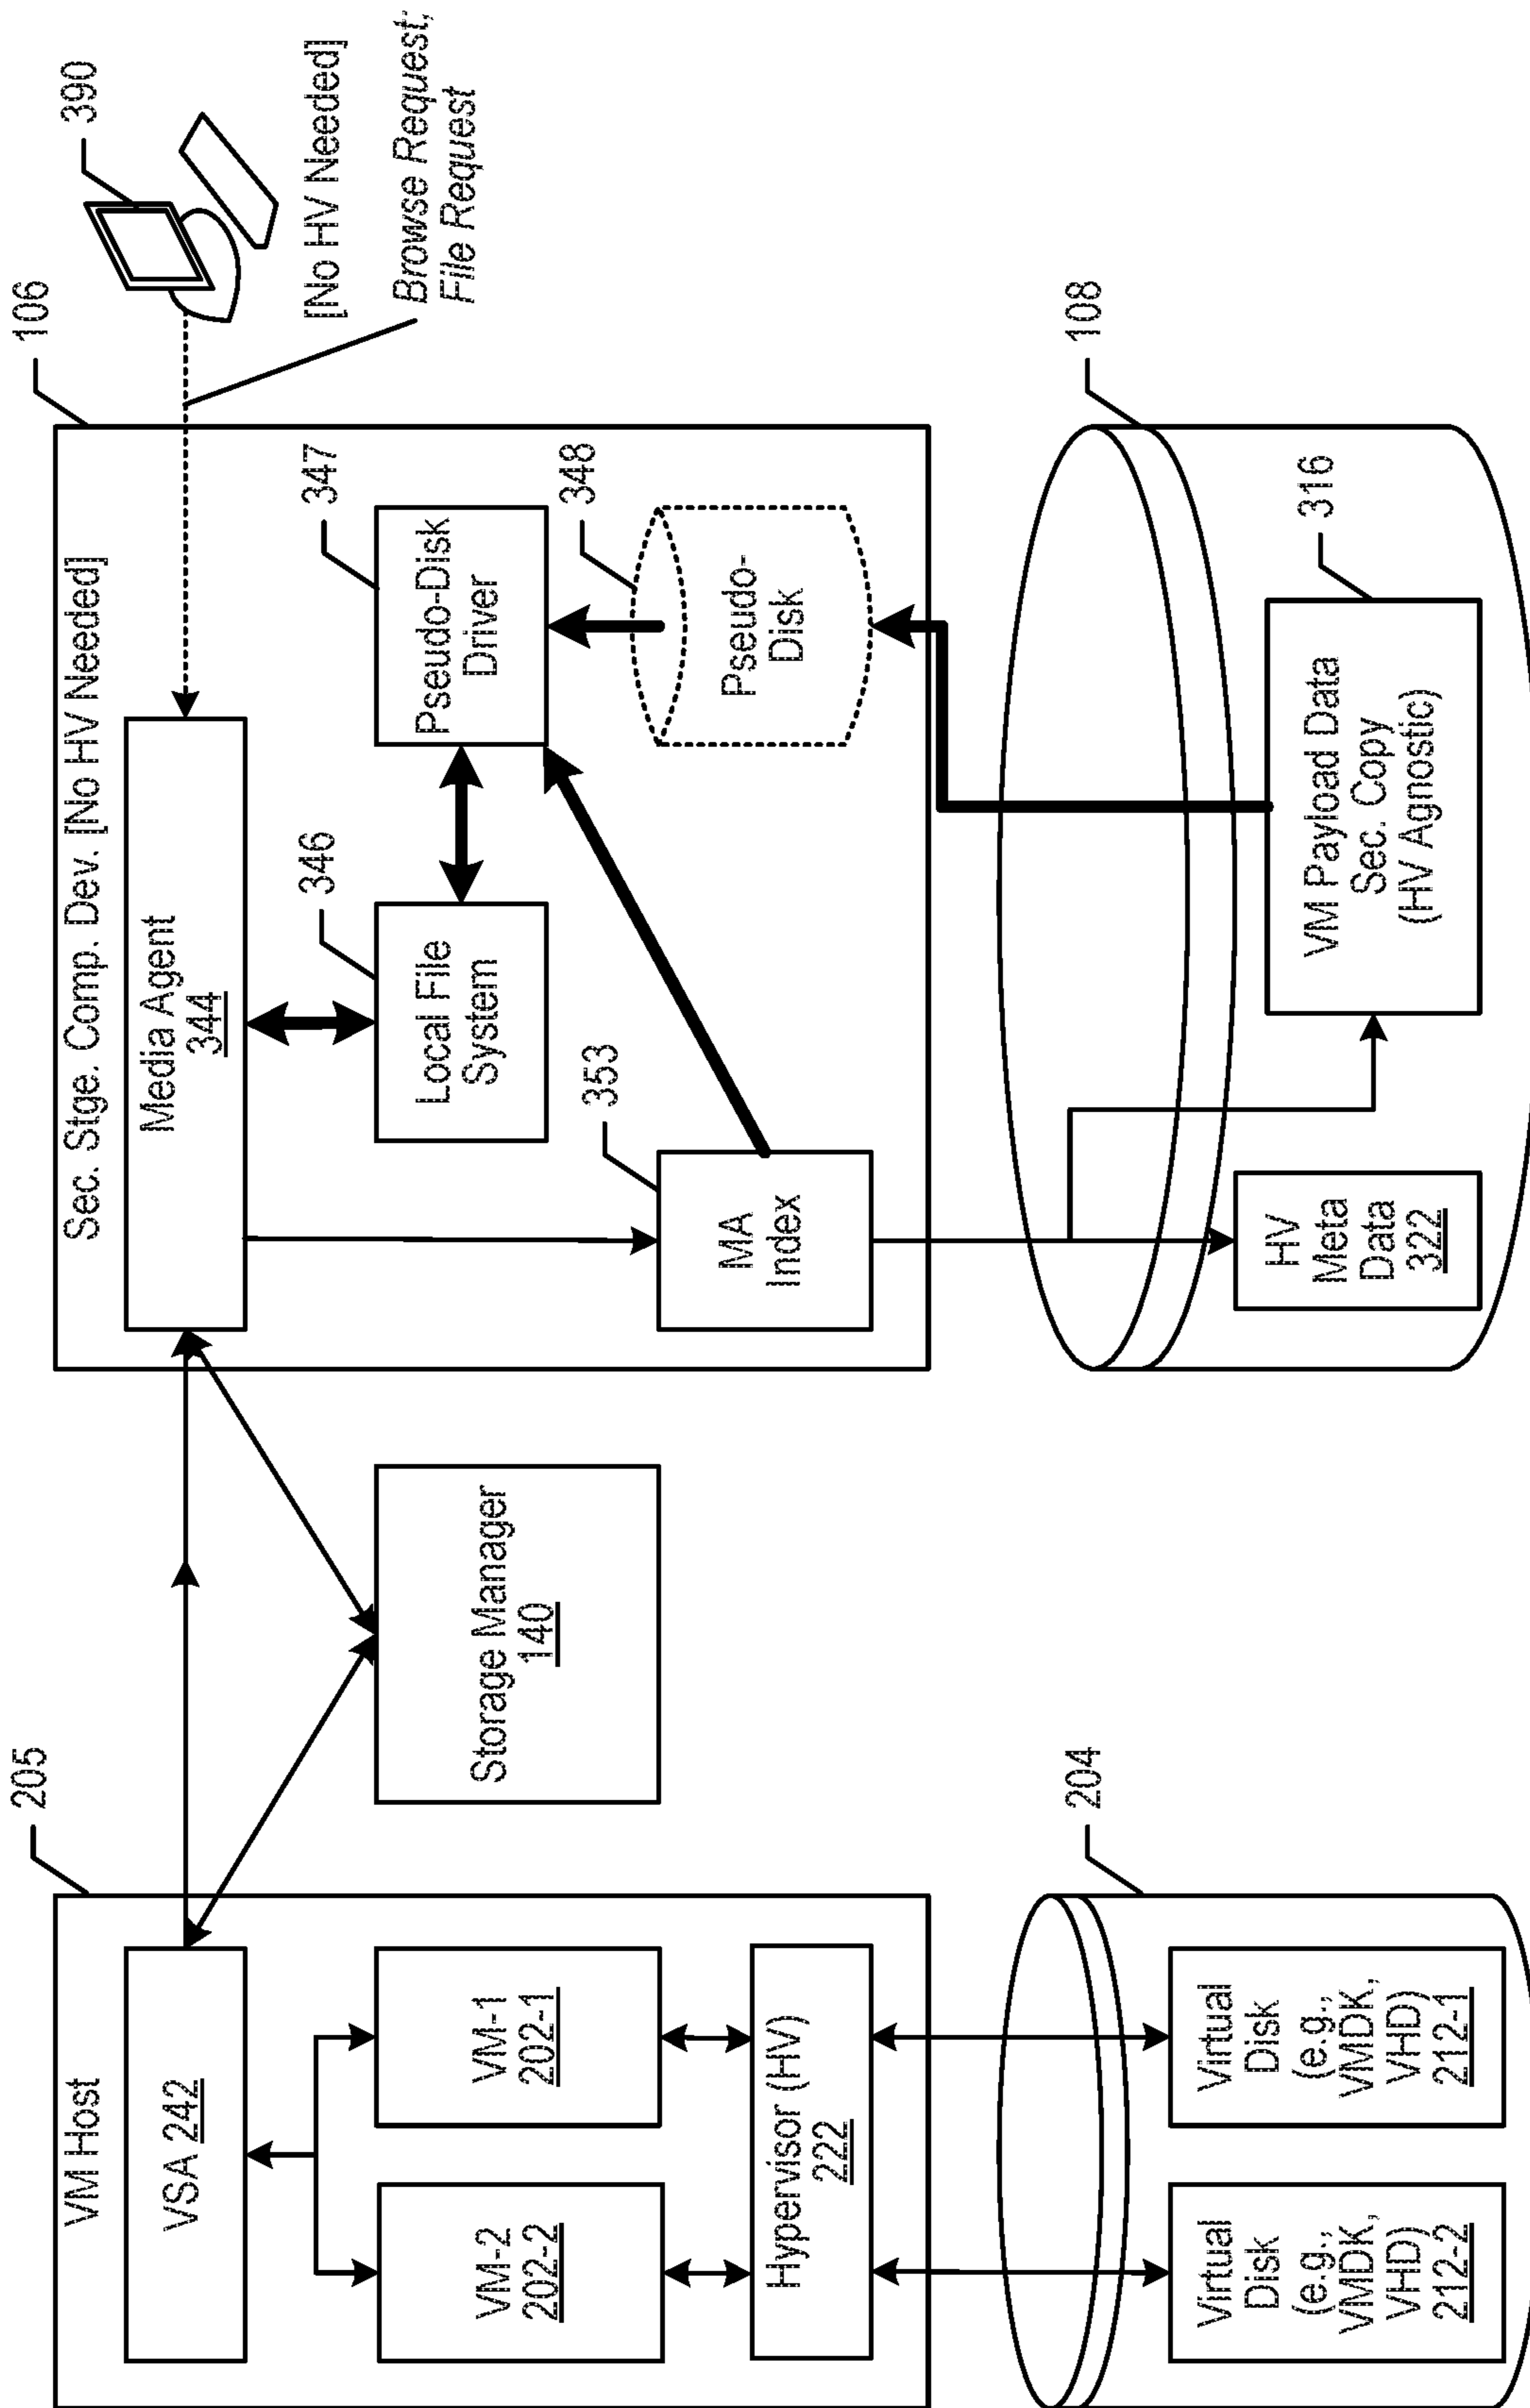 205
VM Host
VSA 242
VM-2
202-2
VM-1
202-1
Hypervisor (HV)
222
204
Virtual
Disk
(e.g.,
VMDK,
VHD)
212-2
Virtual
Disk
(e.g.,
VMDK,
VHD)
212-1
Storage Manager
140
106
Sec. Stge. Comp. Dev. [No HV Needed]
Media Agent
344
346
Local File
System
347
Pseudo-Disk
Driver
353
MA
Index
348
Pseudo-
Disk
390
[No HV Needed]
Browse Request;
File Request
108
HV
Meta
Data
322
316
VM Payload Data
Sec. Copy
(HV Agnostic)